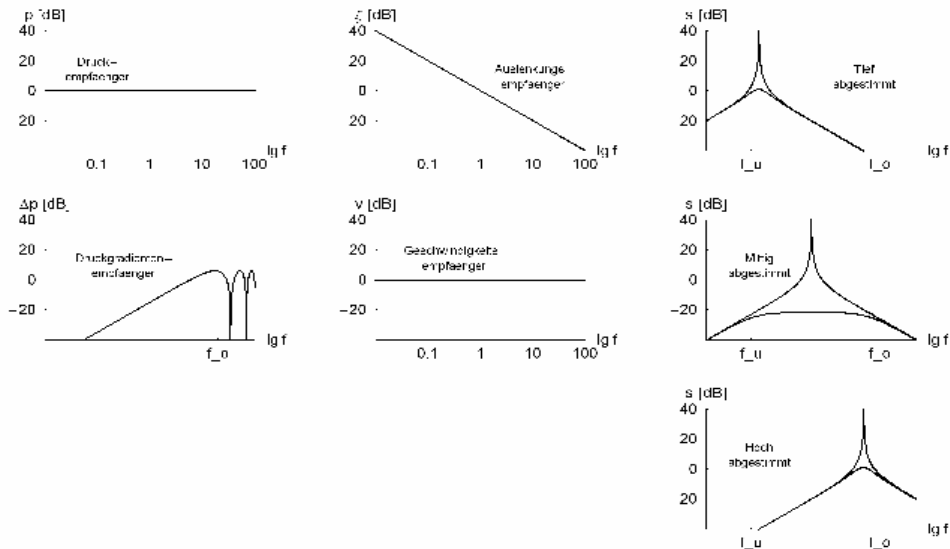 p [dB]
40
20
0
20
Druck–
empfaenger
0.1 1 10 100
lg f
ξ [dB]
40
20
0
20
Auslenkungs
empfaenger
0.1 1 10 100
lg f
s [dB]
40
20
0
20
Tief
abgestimmt
f_u f_o
lg f
Δp [dB]
40
20
0
−20
Druckgradienten–
empfaenger
f_o
lg f
v [dB]
40
20
0
−20
Geschwindigkeits
empfaenger
0.1 1 10 100
lg f
s [dB]
40
20
0
−20
Mittig
abgestimmt
f_u f_o
lg f
s [dB]
40
20
0
20
Hoch
abgestimmt
f_u f_o
lg f